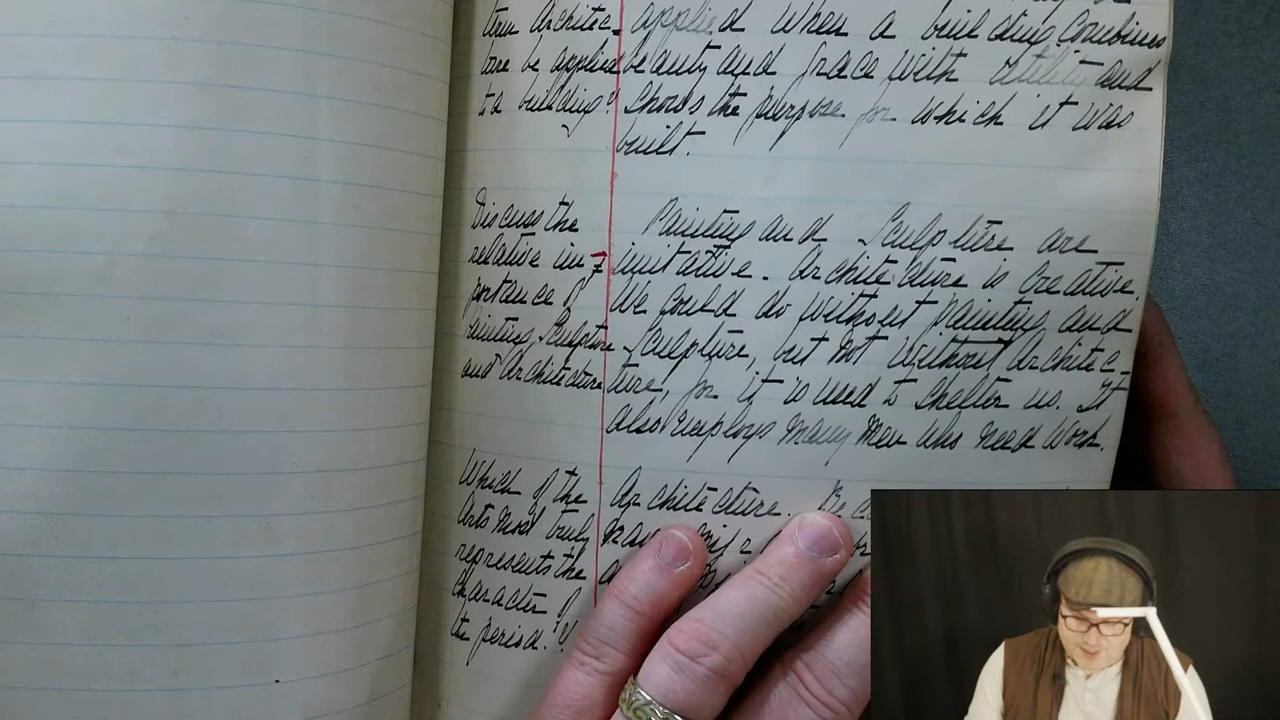 term Architec-
ture be applied
to a building?
applied when a building combines
beauty and grace with utility and
shows the purpose for which it was
built.
Discuss the
relative im-
portance of
Painting, Sculpture
and Architecture
Painting and Sculpture are
imitative. Architecture is creative.
We could do without painting and
sculpture, but not without architec-
ture, for it is used to shelter us. It
also employs many men who need work.
Which of the
Arts most truly
represents the
character of
the period?
Architecture.